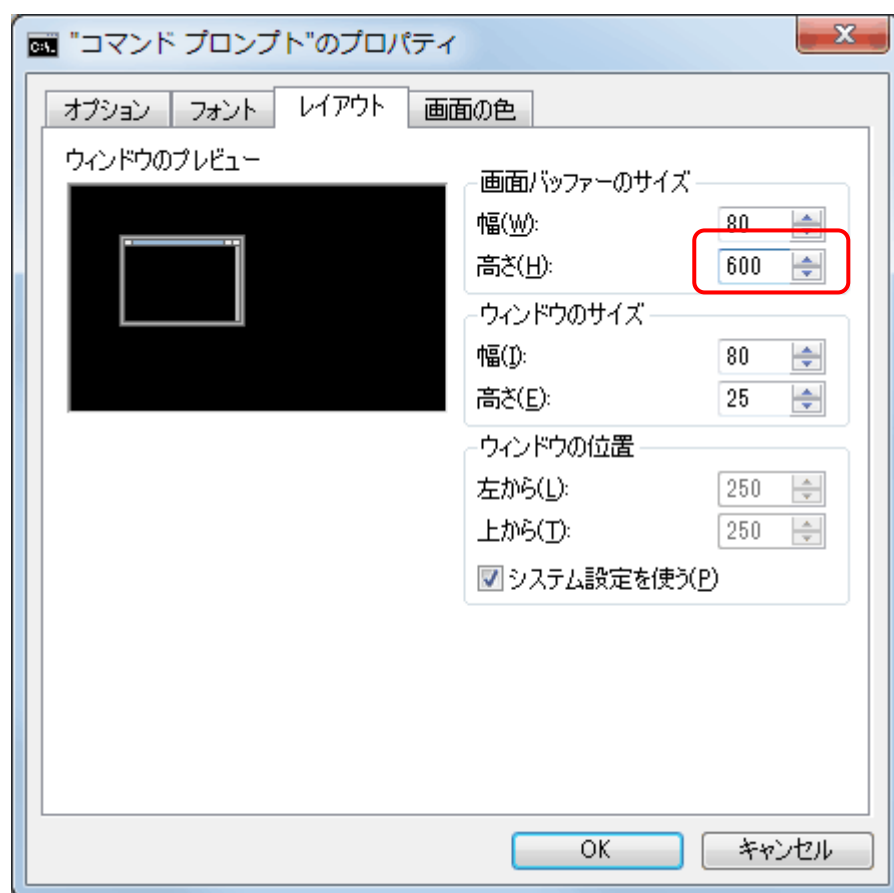 C:\. "コマンド プロンプト"のプロパティ
オプション フォント レイアウト 画面の色
ウィンドウのプレビュー
画面バッファーのサイズ
幅(W): 80
高さ(H): 600
ウィンドウのサイズ
幅(I): 80
高さ(E): 25
ウィンドウの位置
左から(L): 250
上から(T): 250
システム設定を使う(P)
OK キャンセル